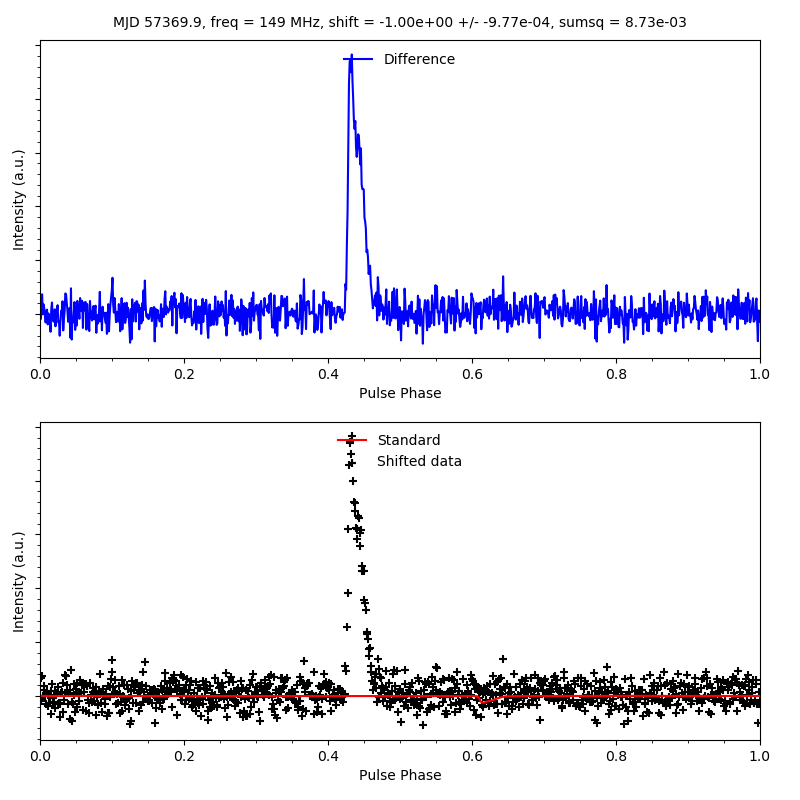 MJD 57369.9, freq = 149 MHz, shift = -1.00e+00 +/- -9.77e-04, sumsq = 8.73e-03
Difference
Intensity (a.u.)
0.0 0.2 0.4 0.6 0.8 1.0
Pulse Phase
Standard
Shifted data
Intensity (a.u.)
0.0 0.2 0.4 0.6 0.8 1.0
Pulse Phase